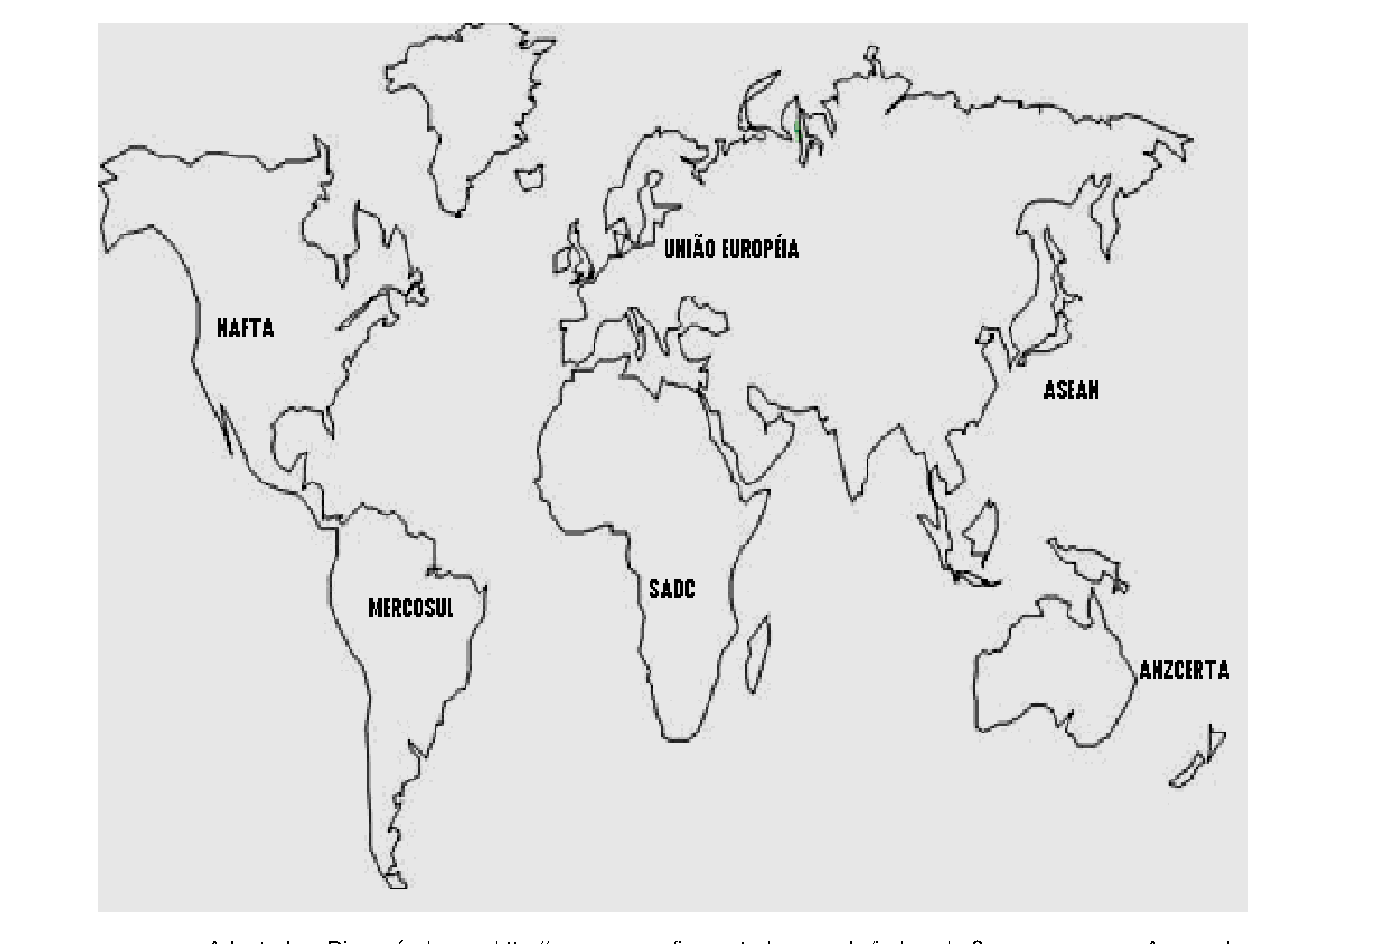 UNIÃO EUROPÉIA
NAFTA
ASEAN
SADC
MERCOSUL
ANZCERTA